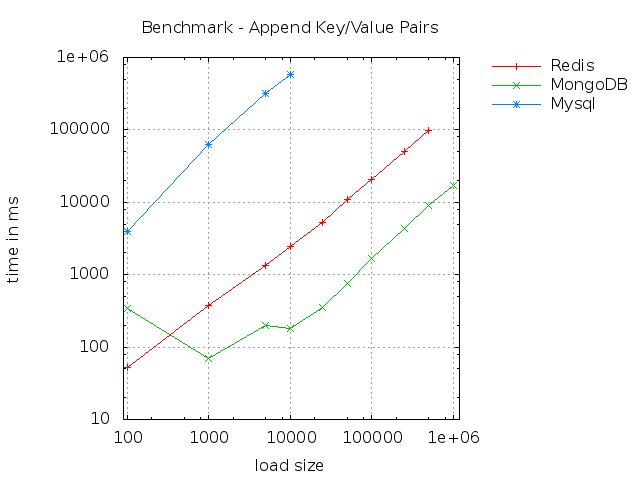 Benchmark - Append Key/Value Pairs
1e+06
100000
10000
1000
100
10
time in ms
100 1000 10000 100000 1e+06
load size
Redis
MongoDB
Mysql